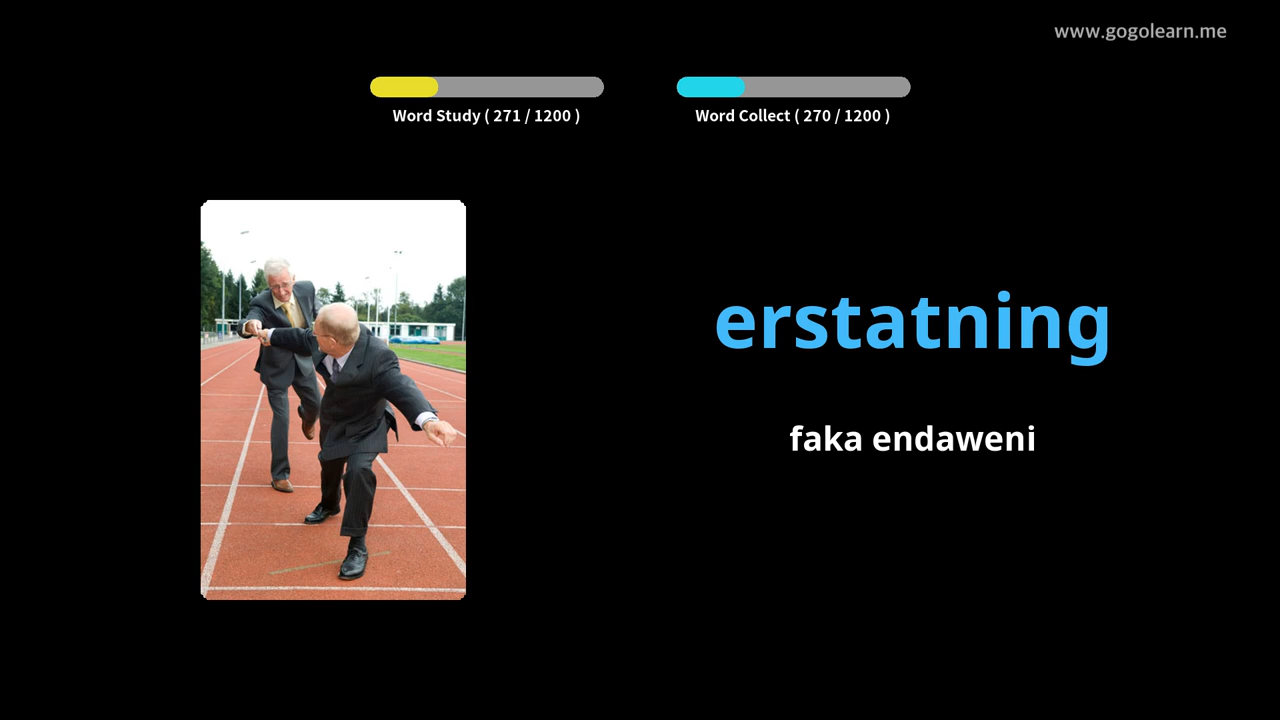 www.gogolearn.me
Word Study ( 271 / 1200 )
Word Collect ( 270 / 1200 )
erstatning
faka endaweni